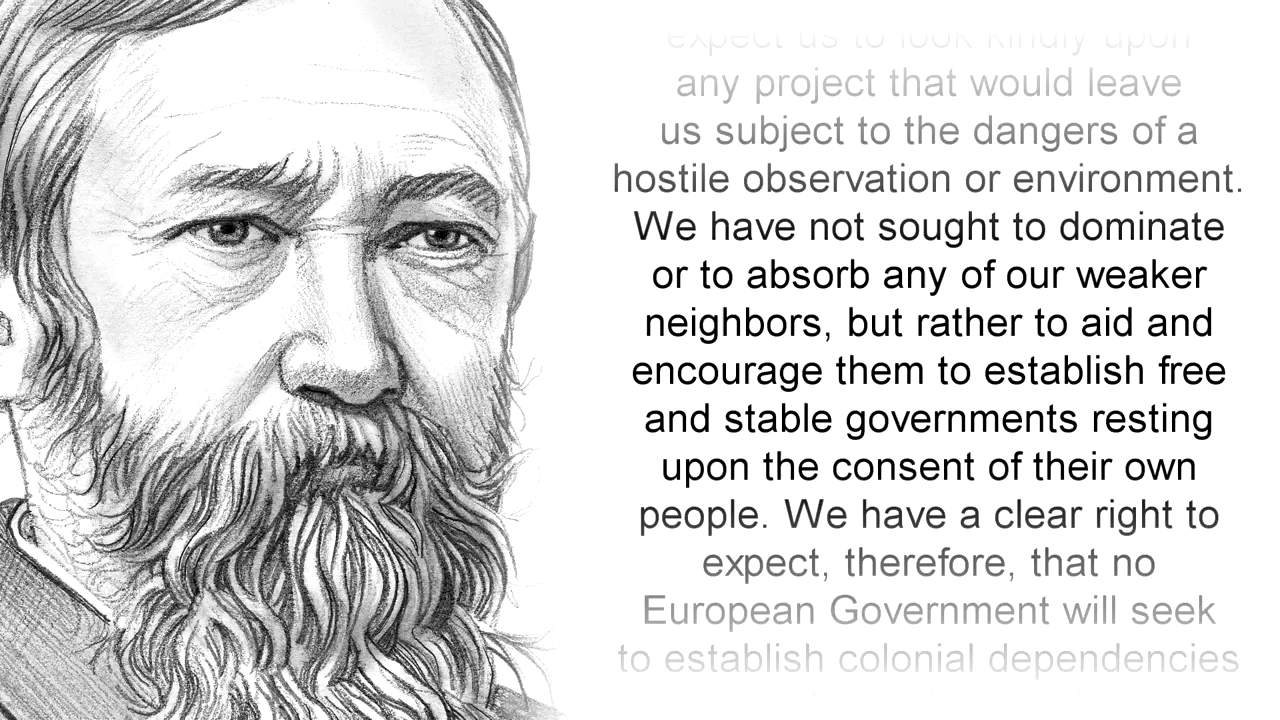 expect us to look kindly upon
any project that would leave
us subject to the dangers of a
hostile observation or environment.
We have not sought to dominate
or to absorb any of our weaker
neighbors, but rather to aid and
encourage them to establish free
and stable governments resting
upon the consent of their own
people. We have a clear right to
expect, therefore, that no
European Government will seek
to establish colonial dependencies